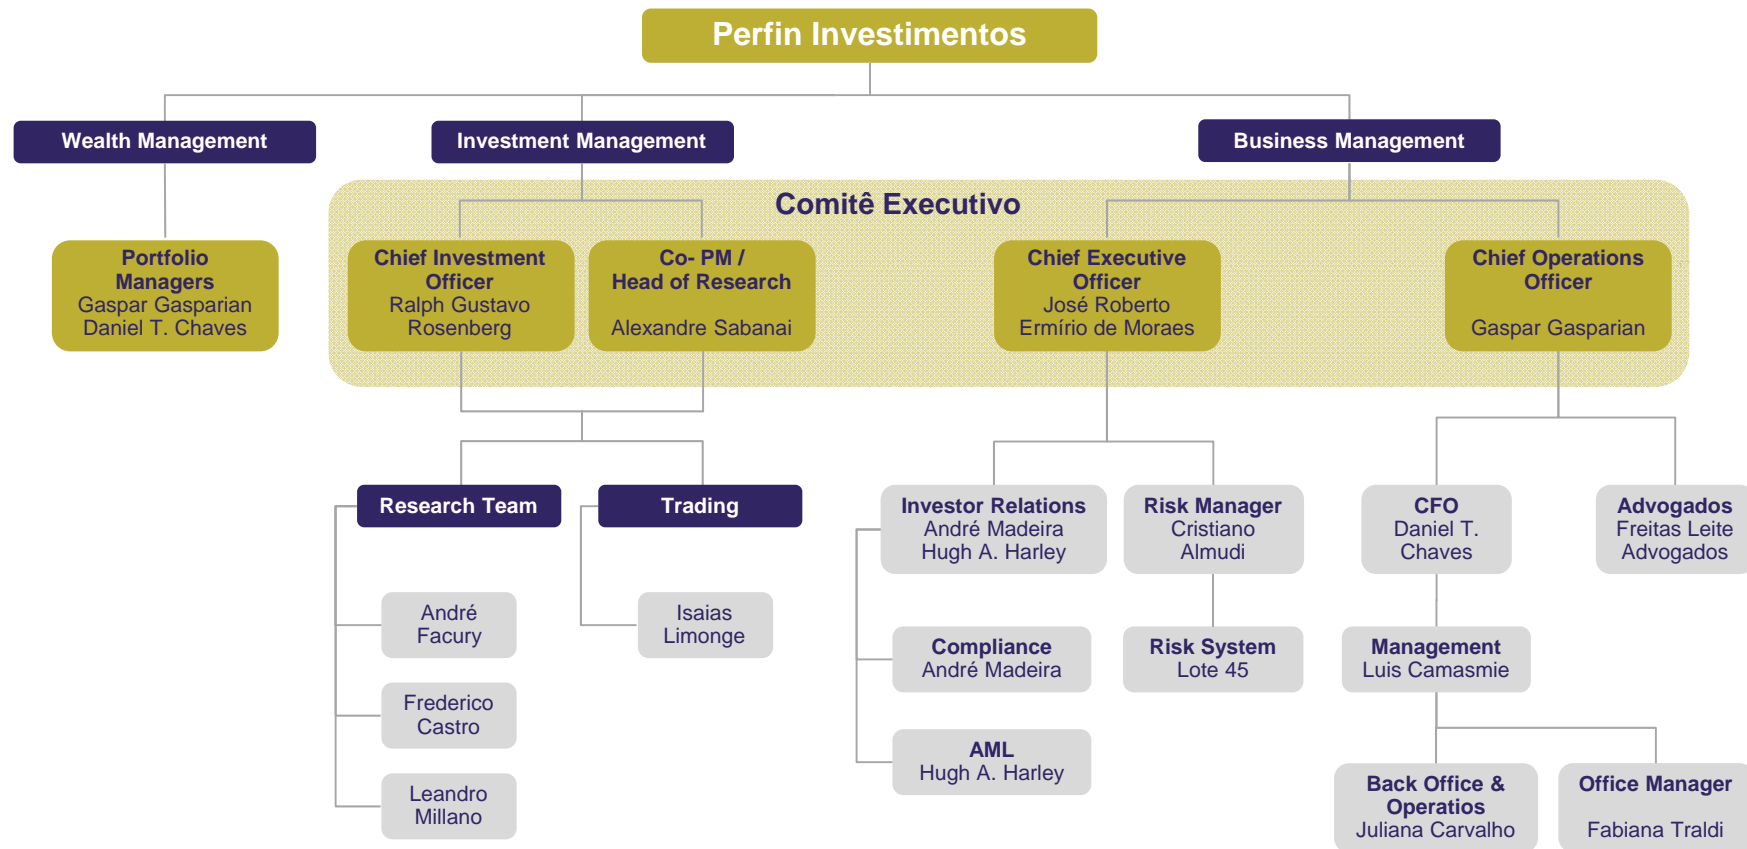 Perfin Investimentos
Wealth Management
Investment Management
Business Management
Comitê Executivo
Portfolio
Managers
Gaspar Gasparian
Daniel T. Chaves
Chief Investment
Officer
Ralph Gustavo
Rosenberg
Co- PM /
Head of Research
Alexandre Sabanai
Chief Executive
Officer
José Roberto
Ermírio de Moraes
Chief Operations
Officer
Gaspar Gasparian
Research Team
Trading
Investor Relations
André Madeira
Hugh A. Harley
Risk Manager
Cristiano
Almudi
CFO
Daniel T.
Chaves
Advogados
Freitas Leite
Advogados
André
Facury
Isaias
Limonge
Compliance
André Madeira
Risk System
Lote 45
Management
Luis Camasmie
Frederico
Castro
AML
Hugh A. Harley
Leandro
Millano
Back Office &
Operatios
Juliana Carvalho
Office Manager
Fabiana Traldi